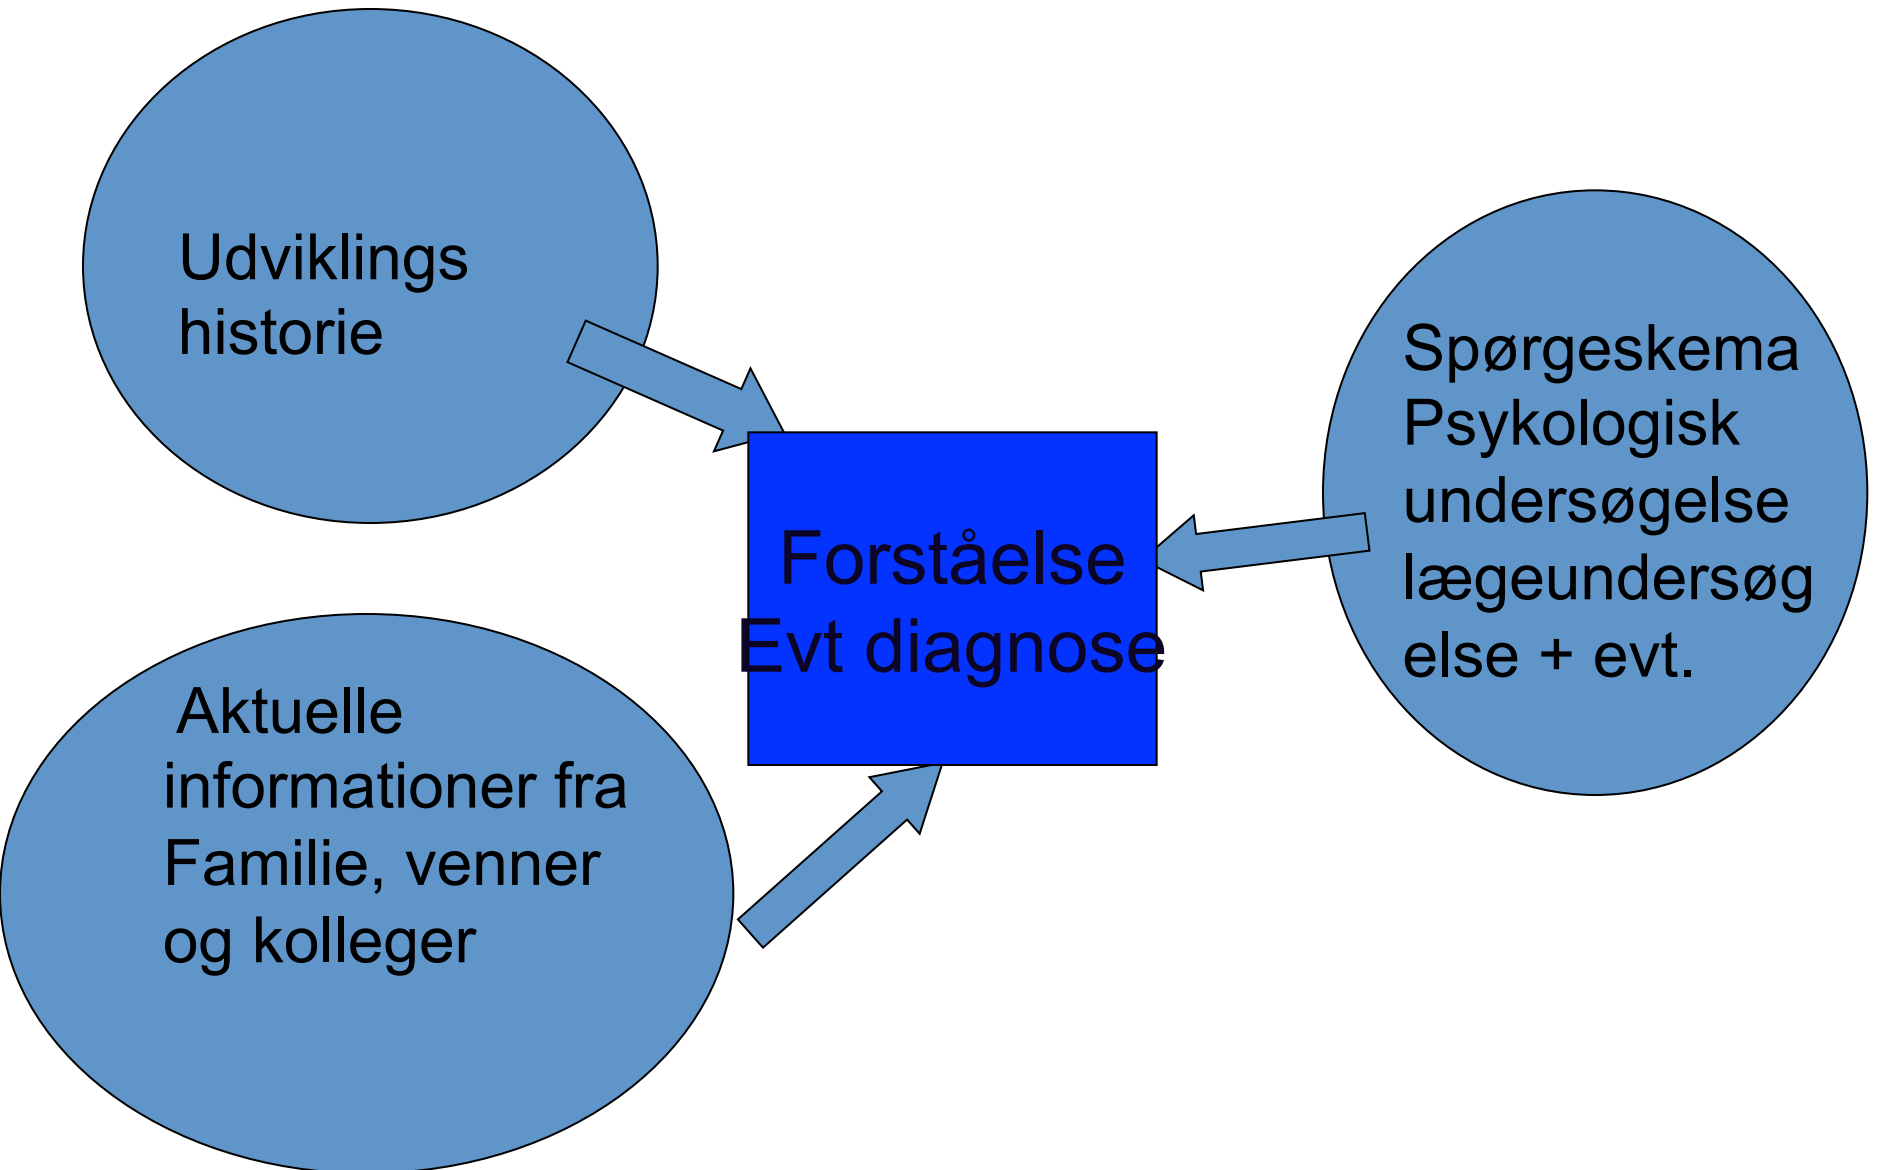 Udviklings
historie
Aktuelle
informationer fra
Familie, venner
og kolleger
Forståelse
Evt diagnose
Spørgeskema
Psykologisk
undersøgelse
lægeundersøg
else + evt.